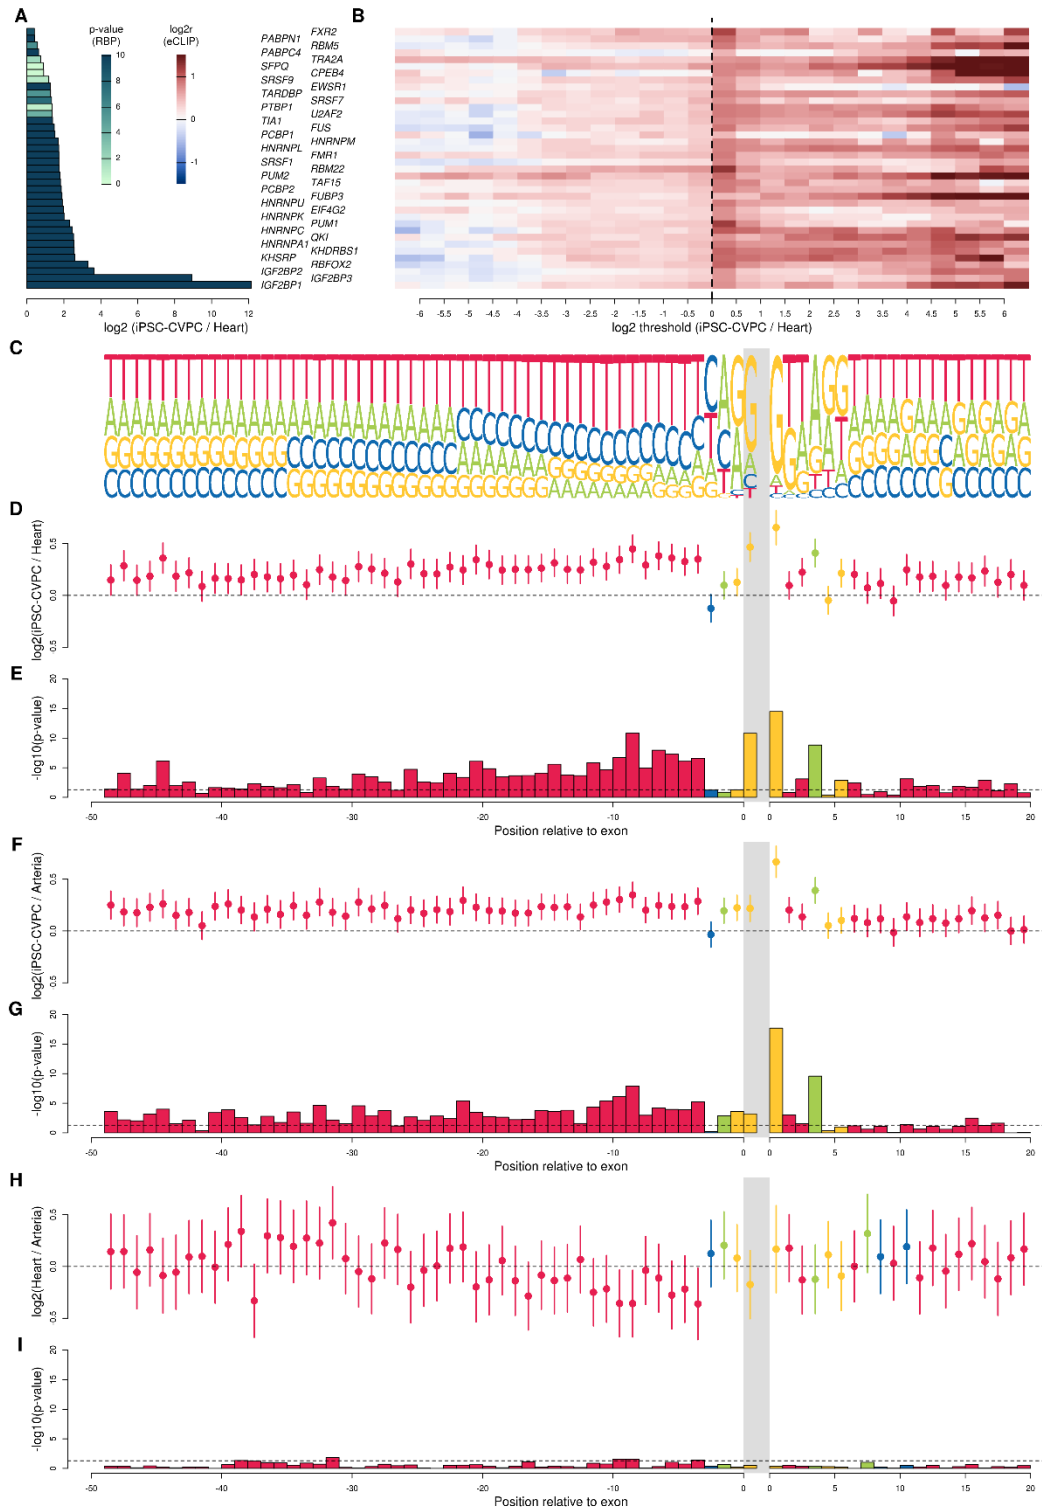 A
B
p-value
(RBP)
log2r
(eCLIP)
10
8
6
4
2
0
1
0
-1
FXR2
PABPN1
RBM5
PABPC4
TRA2A
SFPQ
CPEB4
SRSF9
EWSR1
TARDBP
SRSF7
PTBP1
U2AF2
TIA1
FUS
PCBP1
HNRNPM
HNRNPL
FMR1
SRSF1
RBM22
PUM2
TAF15
PCBP2
FUBP3
HNRNPU
EIF4G2
HNRNPK
PUM1
HNRNPC
QKI
HNRNPA1
KHDRBS1
KHSRP
RBFOX2
IGF2BP2
IGF2BP3
IGF2BP1
0 2 4 6 8 10 12
log2 (iPSC-CVPC / Heart)
-6 -5.5 -5 -4.5 -4 -3.5 -3 -2.5 -2 -1.5 -1 -0.5 0 0.5 1 1.5 2 2.5 3 3.5 4 4.5 5 5.5 6
log2 threshold (iPSC-CVPC / Heart)
C
D
log2(iPSC-CVPC / Heart)
0.5
0.0
0.5
E
-log10(p-value)
20
15
10
5
0
-50 -40 -30 -20 -10 0 0 5 10 15 20
Position relative to exon
F
log2(iPSC-CVPC / Arteria)
0.5
0.0
0.5
G
-log10(p-value)
20
15
10
5
0
-50 -40 -30 -20 -10 0 0 5 10 15 20
Position relative to exon
H
log2(Heart / Arteria)
0.5
0.0
0.5
I
-log10(p-value)
20
15
10
5
0
-50 -40 -30 -20 -10 0 0 5 10 15 20
Position relative to exon